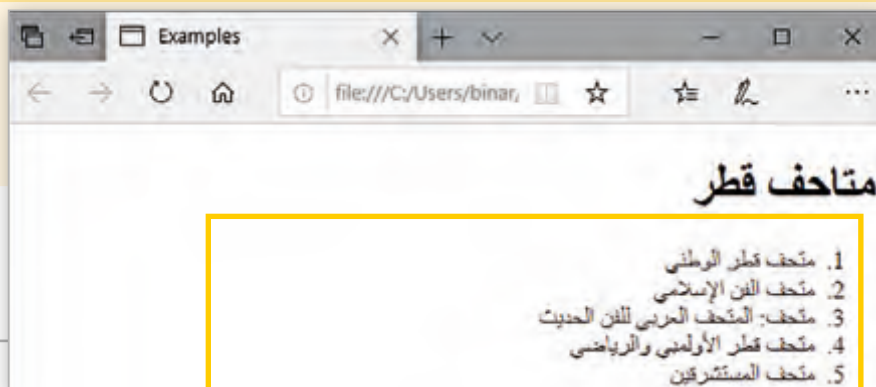 Examples
file:///C:/Users/binar,
متاحف قطر
1. متحف قطر الوطني
2. متحف الفن الإسلامي
3. متحف: المتحف العربي للفن الحديث
4. متحف قطر الأولمبي والرياضي
5. متحف المستشرقين